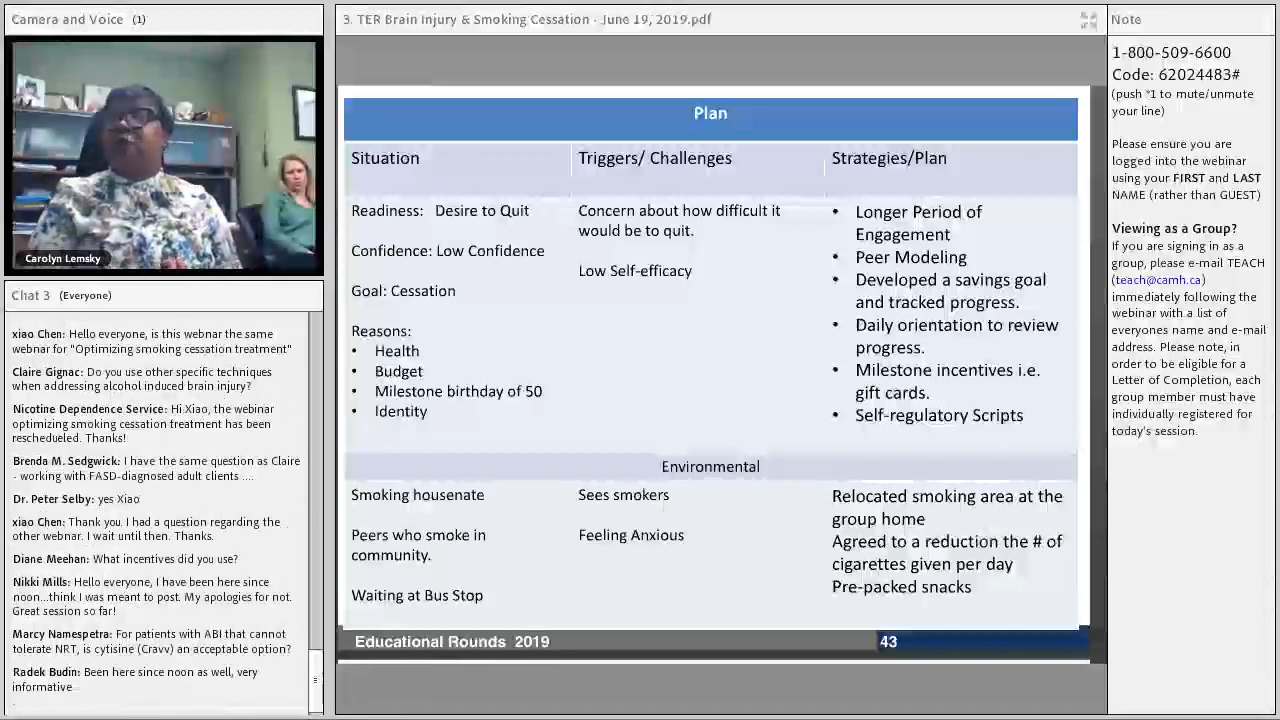 Camera and Voice (1)
Carolyn Lemsky
Chat 3 (Everyone)
xiao Chen: Hello everyone, is this webnar the same
webnar for "Optimizing smoking cessation treatment"
Claire Gignac: Do you use other specific techniques
when addressing alcohol induced brain injury?
Nicotine Dependence Service: Hi Xiao, the webinar
optimizing smoking cessation treatment has been
reschedueled. Thanks!
Brenda M. Sedgwick: I have the same question as Claire
- working with FASD-diagnosed adult clients ....
Dr. Peter Selby: yes Xiao
xiao Chen: Thank you. I had a question regarding the
other webinar. I wait until then. Thanks.
Diane Meehan: What incentives did you use?
Nikki Mills: Hello everyone, I have been here since
noon...think I was meant to post. My apologies for not.
Great session so far!
Marcy Namespetra: For patients with ABI that cannot
tolerate NRT, is cytisine (Cravv) an acceptable option?
Radek Budin: Been here since noon as well, very
informative
3. TER Brain Injury & Smoking Cessation - June 19, 2019.pdf
Plan
Situation
Triggers/ Challenges
Strategies/Plan
Readiness: Desire to Quit
Confidence: Low Confidence
Goal: Cessation
Reasons:
• Health
• Budget
• Milestone birthday of 50
• Identity
Concern about how difficult it
would be to quit.
Low Self-efficacy
• Longer Period of
Engagement
• Peer Modeling
• Developed a savings goal
and tracked progress.
• Daily orientation to review
progress.
• Milestone incentives i.e.
gift cards.
• Self-regulatory Scripts
Environmental
Smoking housenate
Peers who smoke in
community.
Waiting at Bus Stop
Sees smokers
Feeling Anxious
Relocated smoking area at the
group home
Agreed to a reduction the # of
cigarettes given per day
Pre-packed snacks
Educational Rounds 2019
43
Note
1-800-509-6600
Code: 62024483#
(push *1 to mute/unmute
your line)
Please ensure you are
logged into the webinar
using your FIRST and LAST
NAME (rather than GUEST)
Viewing as a Group?
If you are signing in as a
group, please e-mail TEACH
(teach@camh.ca)
immediately following the
webinar with a list of
everyones name and e-mail
address. Please note, in
order to be eligible for a
Letter of Completion, each
group member must have
individually registered for
today's session.